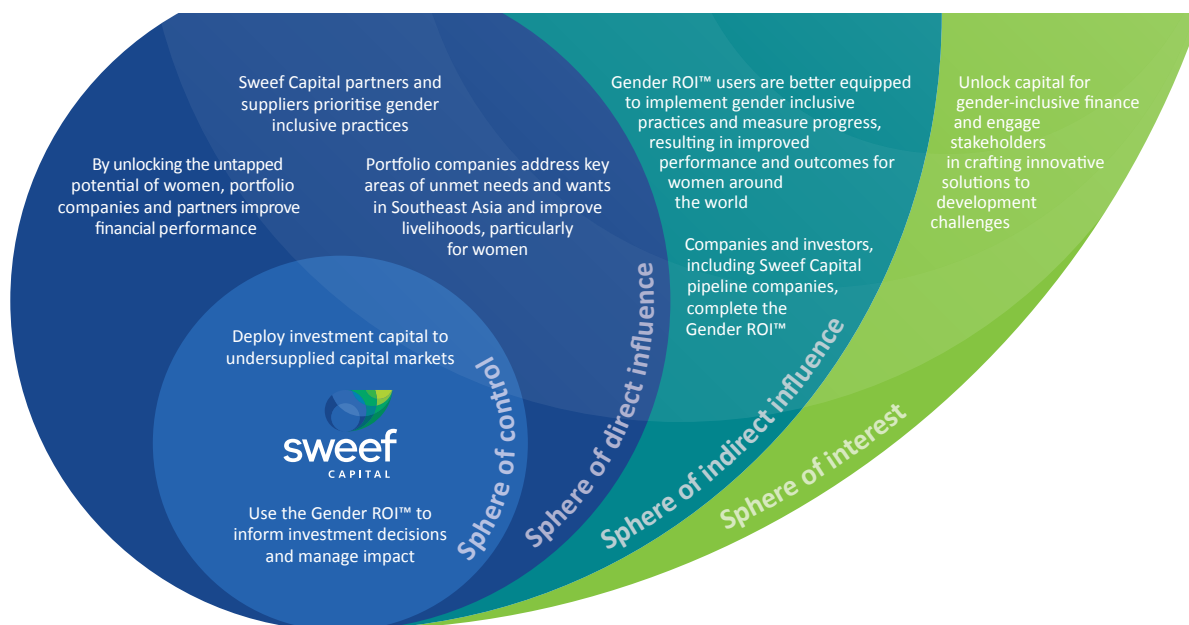 Sweef Capital partners and
suppliers prioritise gender
inclusive practices
By unlocking the untapped
potential of women, portfolio
companies and partners improve
financial performance
Portfolio companies address key
areas of unmet needs and wants
in Southeast Asia and improve
livelihoods, particularly
for women
Gender ROI™ users are better equipped
to implement gender inclusive
practices and measure progress,
resulting in improved
performance and outcomes for
women around
the world
Companies and investors,
including Sweef Capital
pipeline companies,
complete the
Gender ROI™
Unlock capital for
gender-inclusive finance
and engage
stakeholders
in crafting innovative
solutions to
development
challenges
Deploy investment capital to
undersupplied capital markets
sweef
CAPITAL
Use the Gender ROI™ to
inform investment decisions
and manage impact
Sphere of control
Sphere of direct influence
Sphere of indirect influence
Sphere of interest